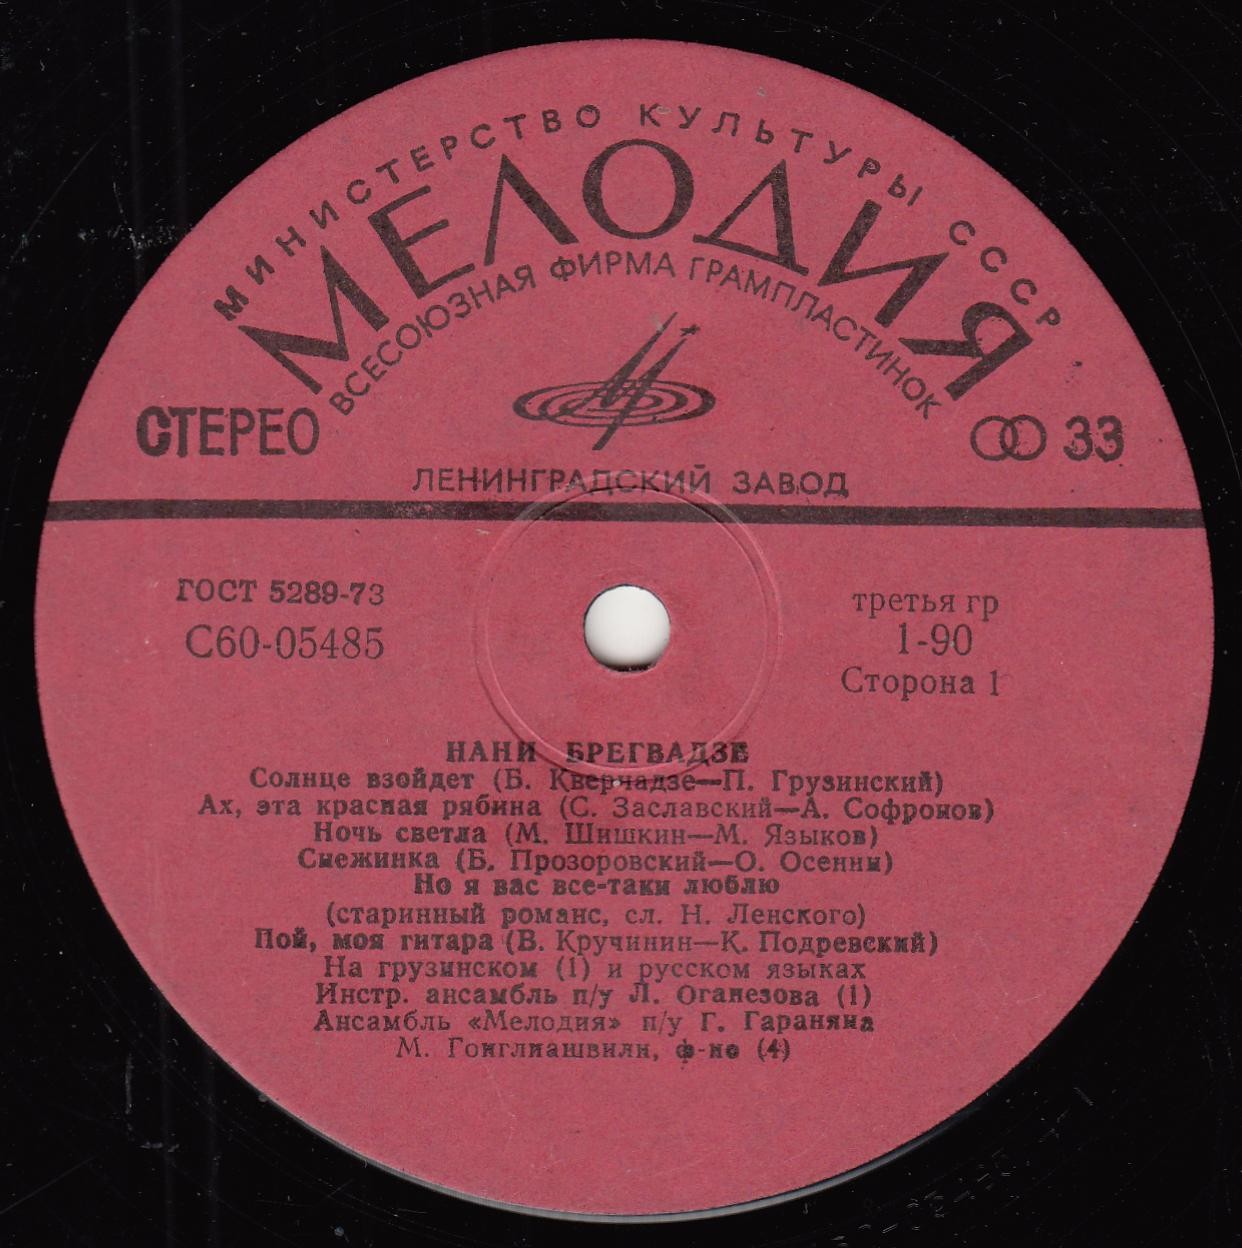 МИНИСТЕРСТВО КУЛЬТУРЫ СССР
МЕЛОДИЯ
ВСЕСОЮЗНАЯ ФИРМА ГРАМПЛАСТИНОК
СТЕРЕО
33
ЛЕНИНГРАДСКИЙ ЗАВОД
ГОСТ 5289-73
С60-05485
третья гр
1-90
Сторона 1
НАНИ БРЕГВАДЗЕ
Солнце взойдет (Б. Квернадзе—П. Грузинский)
Ах, эта красная рябина (С. Заславский—А. Софронов)
Ночь светла (М. Шишкин—М. Языков)
Снежинка (Б. Прозоровский—О. Осенин)
Но я вас все-таки люблю
(старинный романс, сл. Н. Ленского)
Пой, моя гитара (В. Кручинин—К. Подревский)
На грузинском (1) и русском языках
Инстр. ансамбль п/у Л. Оганезова (1)
Ансамбль «Мелодия» п/у Г. Гараняна
М. Гонглиашвили, ф-но (4)